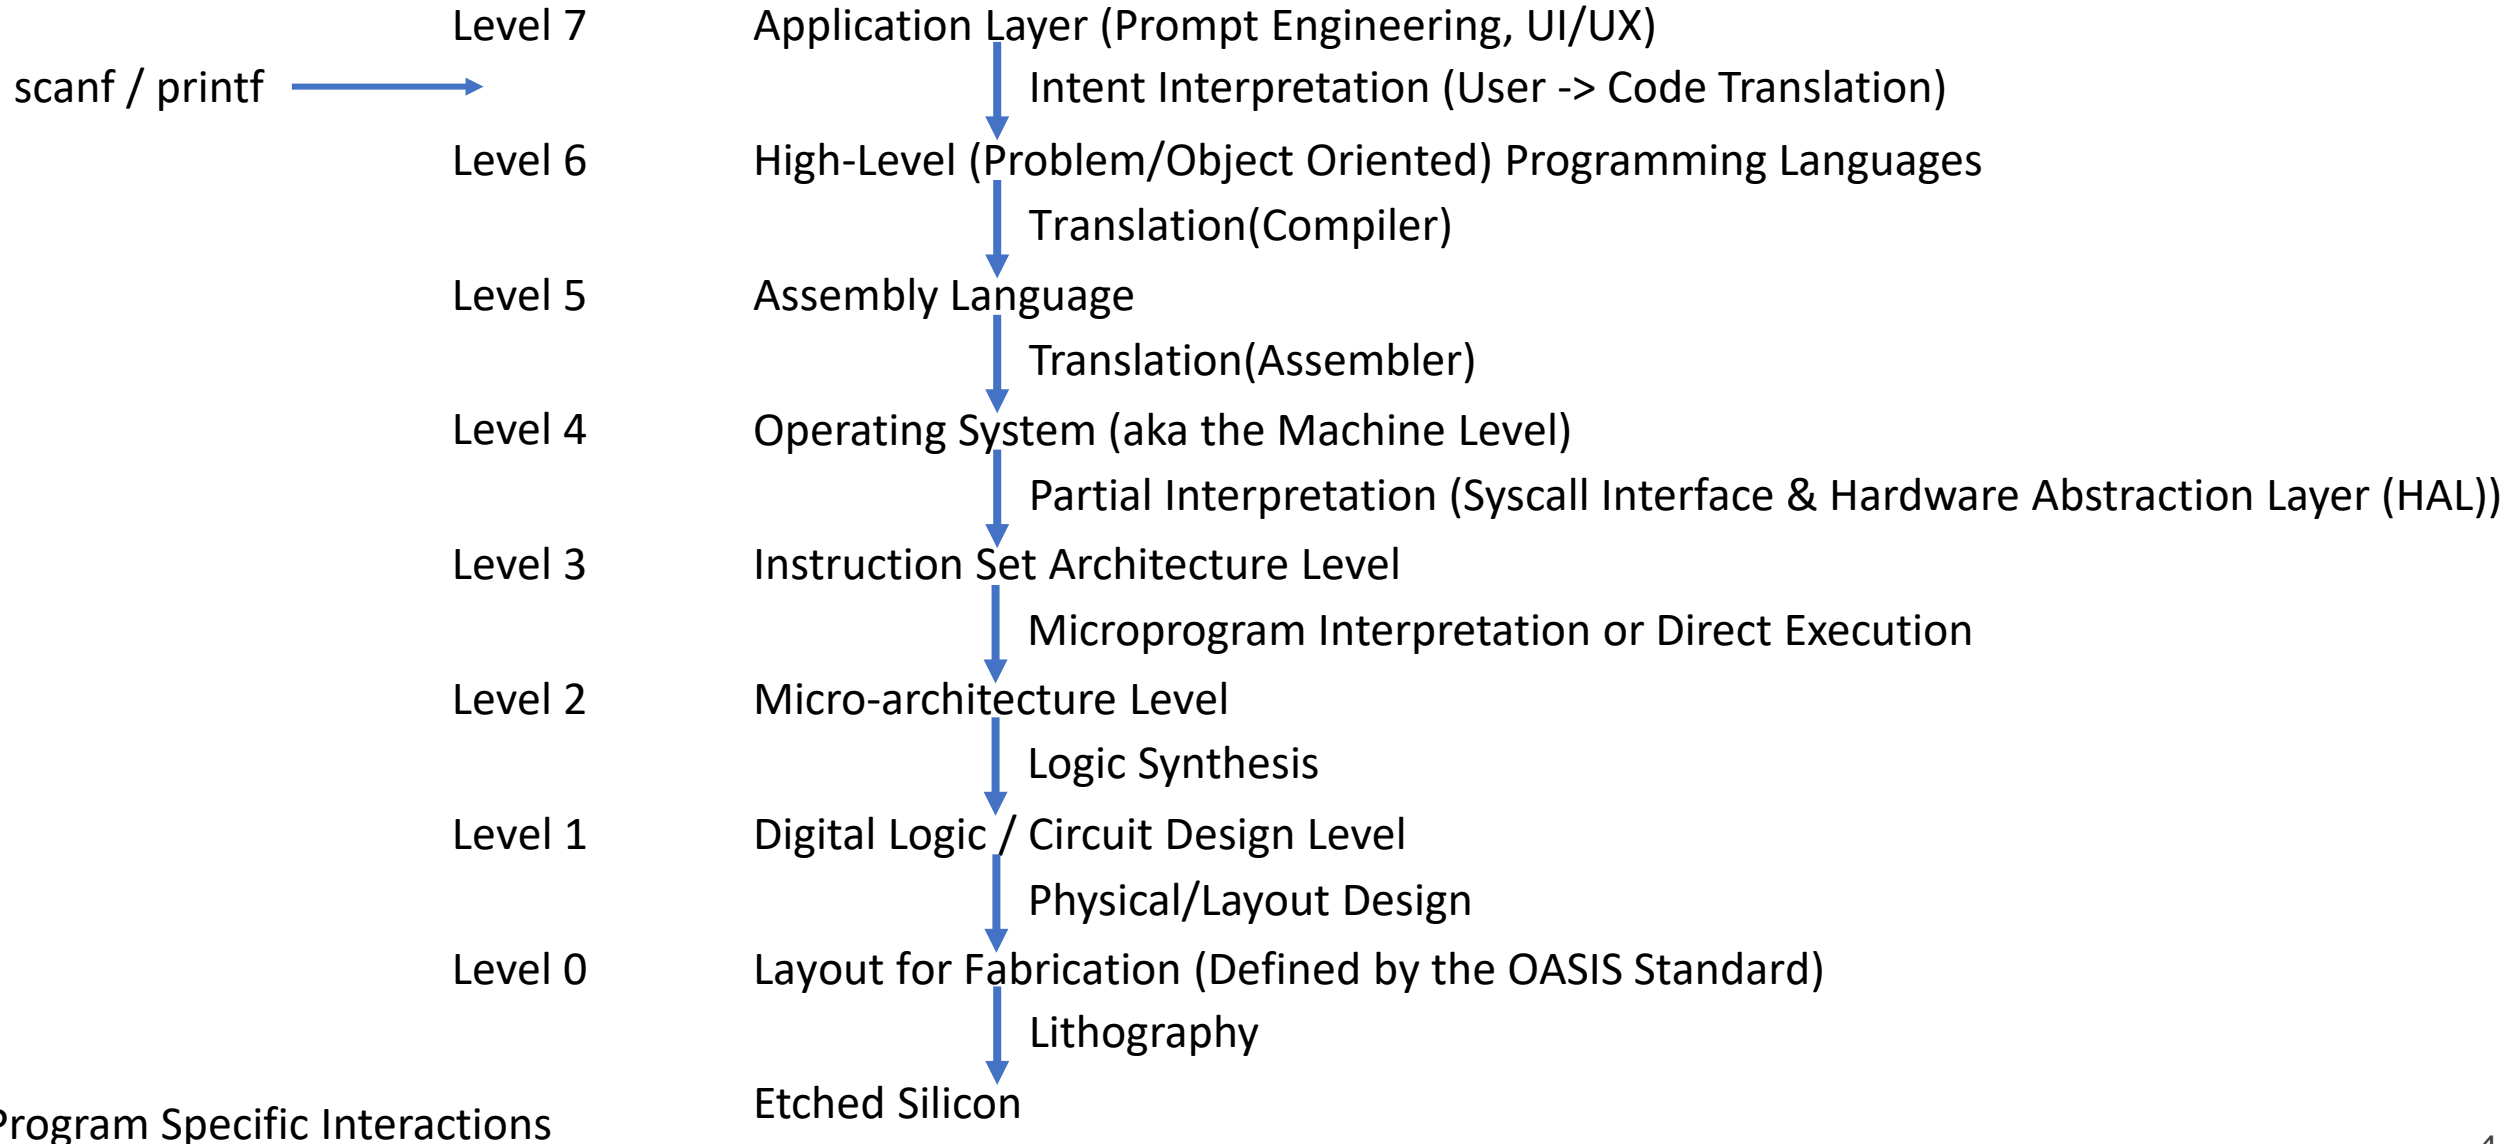 Level 7 Application Layer (Prompt Engineering, UI/UX)
scanf / printf Intent Interpretation (User -> Code Translation)
Level 6 High-Level (Problem/Object Oriented) Programming Languages
Translation(Compiler)
Level 5 Assembly Language
Translation(Assembler)
Level 4 Operating System (aka the Machine Level)
Partial Interpretation (Syscall Interface & Hardware Abstraction Layer (HAL))
Level 3 Instruction Set Architecture Level
Microprogram Interpretation or Direct Execution
Level 2 Micro-architecture Level
Logic Synthesis
Level 1 Digital Logic / Circuit Design Level
Physical/Layout Design
Level 0 Layout for Fabrication (Defined by the OASIS Standard)
Lithography
Etched Silicon
Program Specific Interactions